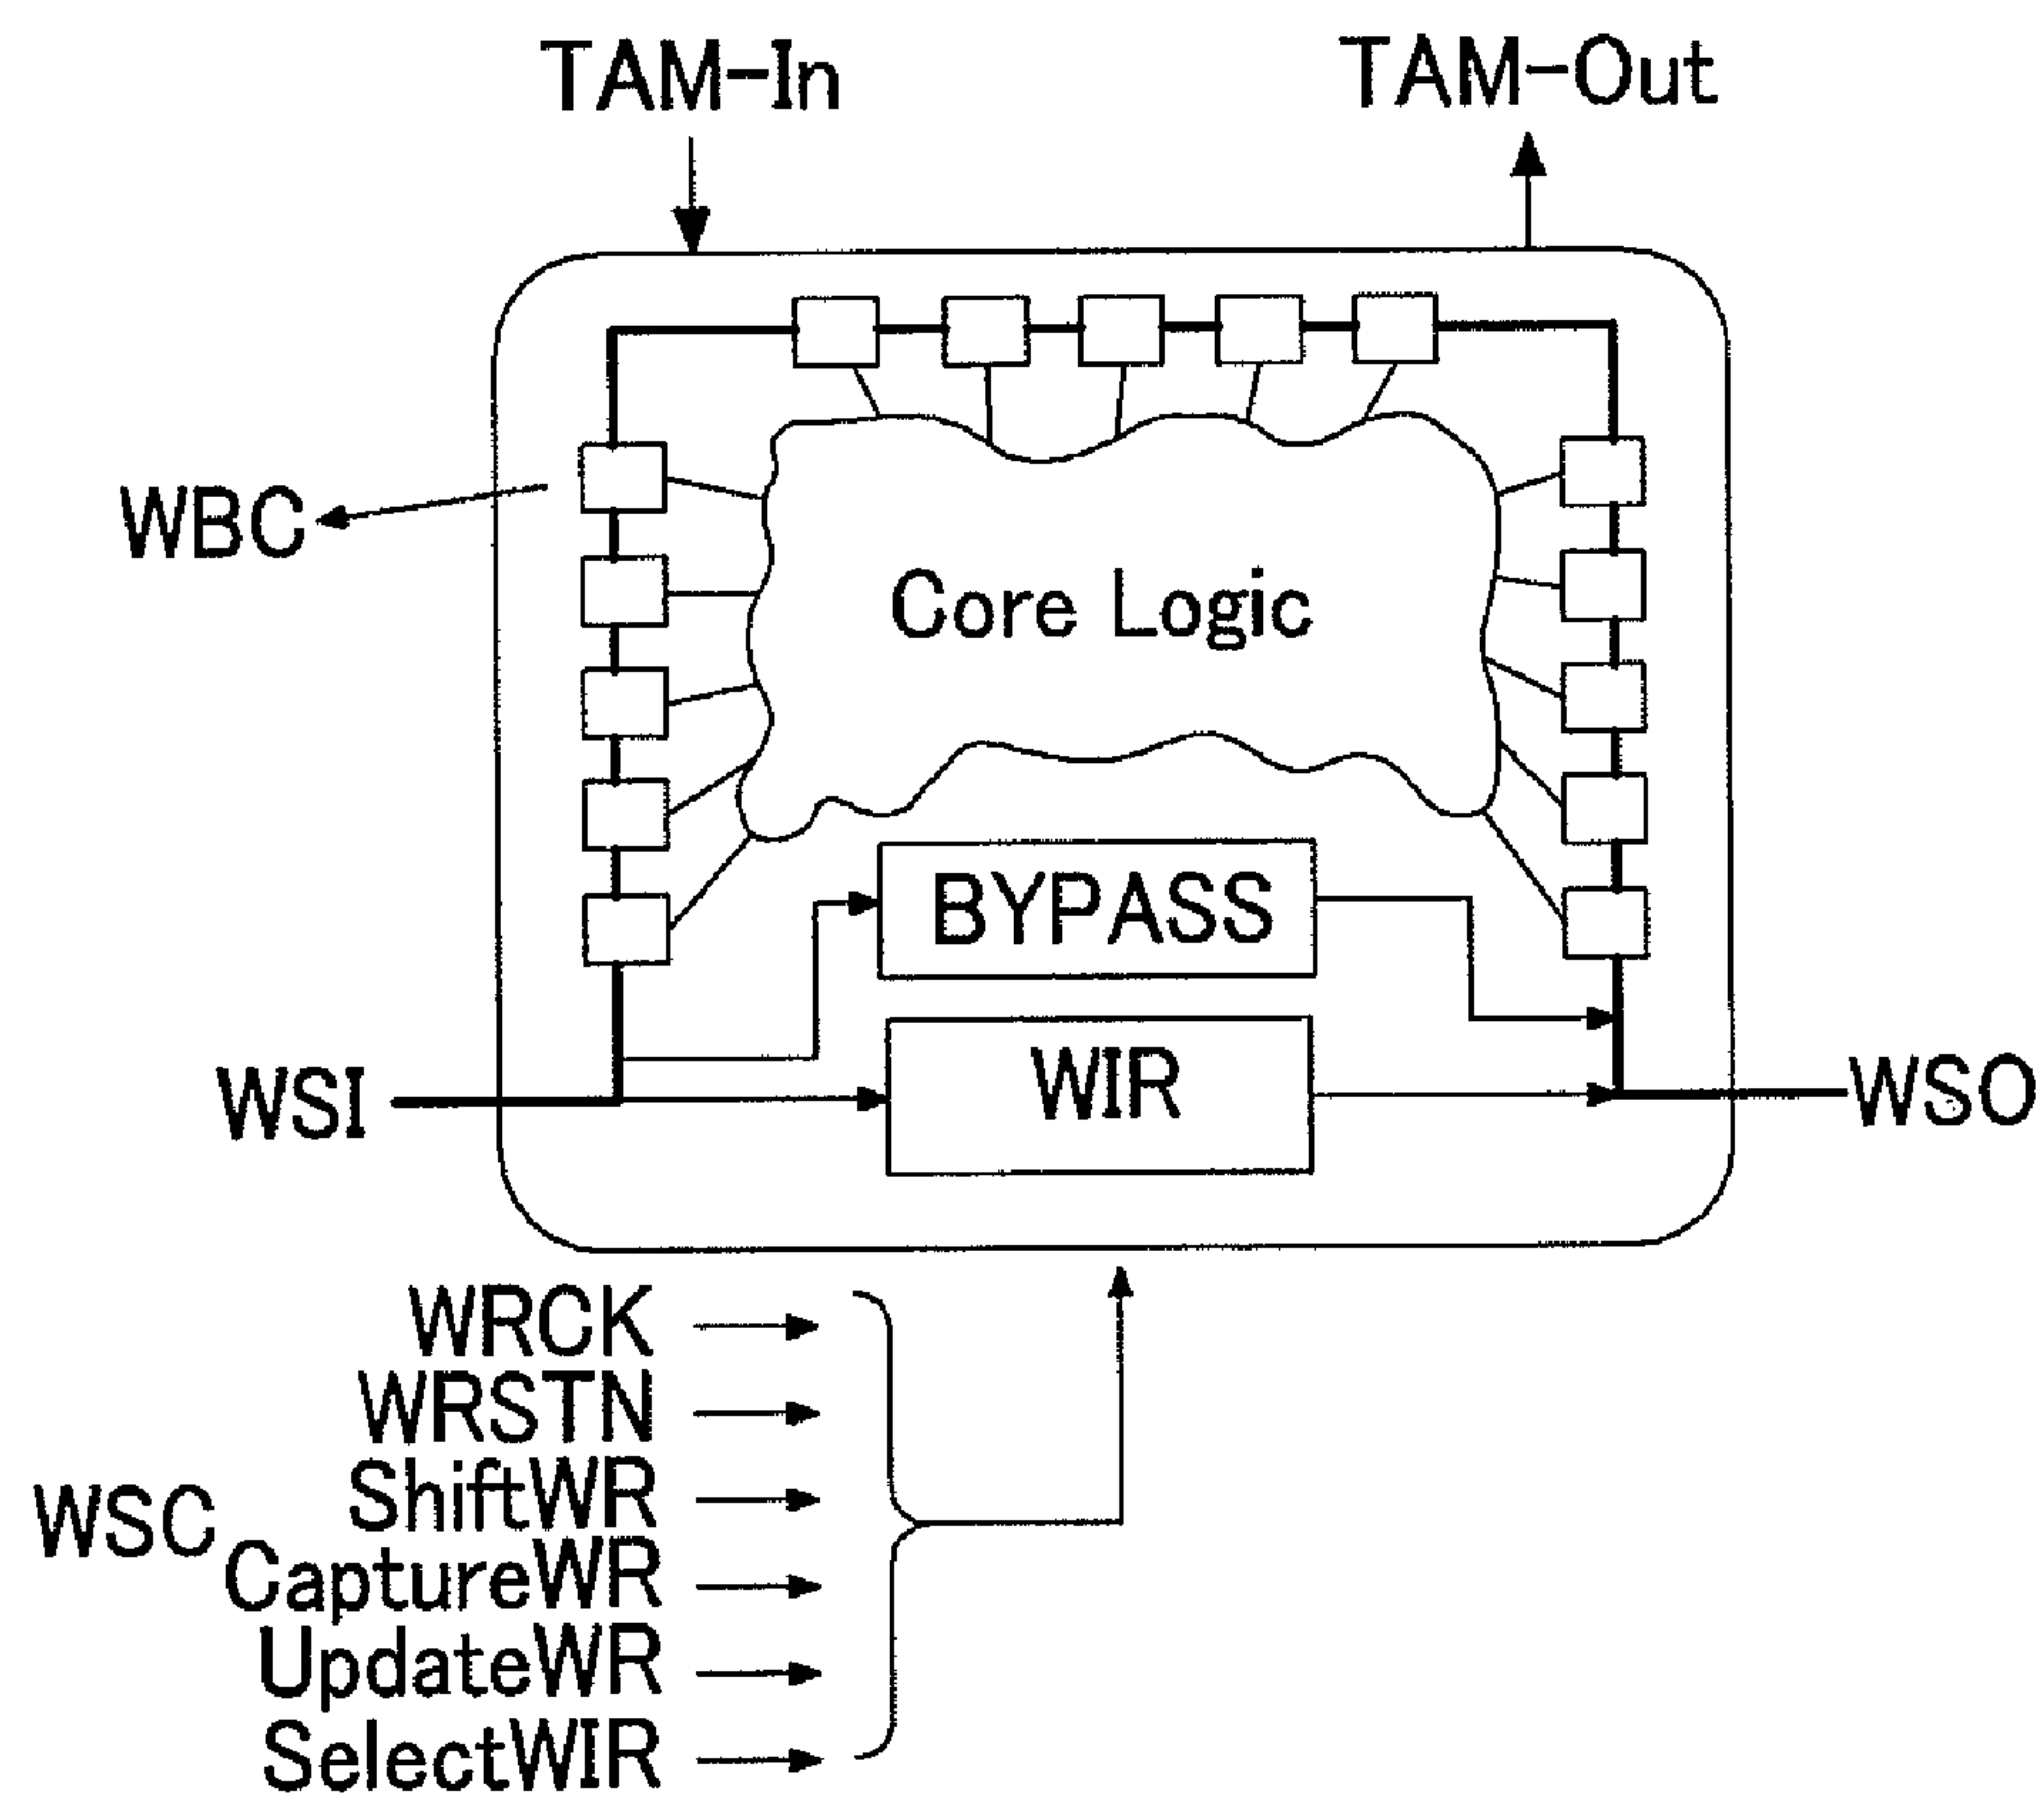 TAM-In
TAM-Out
WBC
Core Logic
BYPASS
WIR
WSI
WSO
WRCK
WRSTN
ShiftWR
WSC
CaptureWR
UpdateWR
SelectWIR